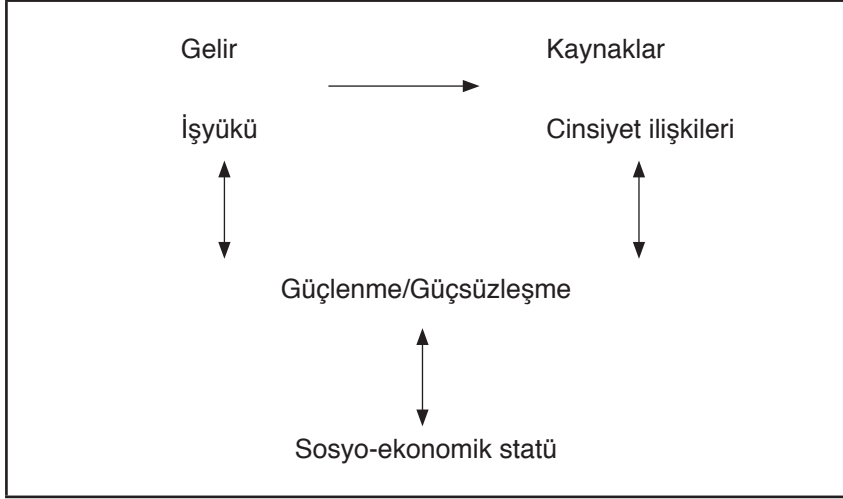 Gelir
Kaynaklar
İşyükü
Cinsiyet ilişkileri
Güçlenme/Güçsüzleşme
Sosyo-ekonomik statü